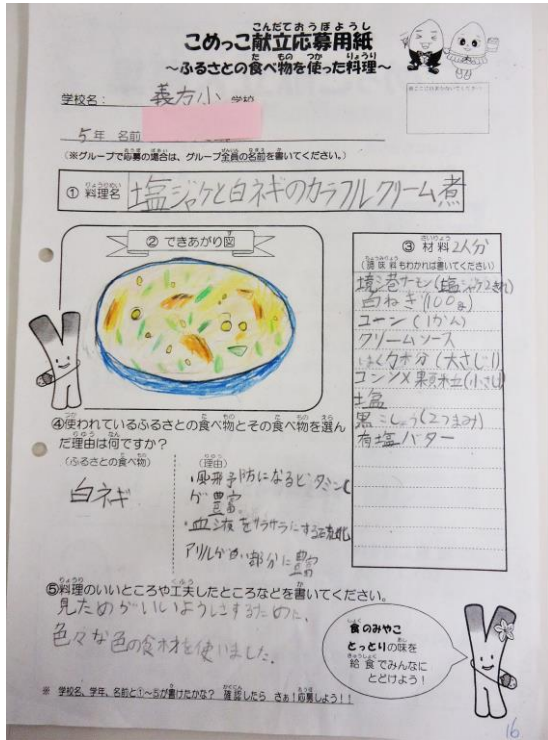 こんだておうぼようし
こめっこ献立応募用紙
～ふるさとの食べ物を使った料理～
学校名： 義方小 学校
5年 名前
(※グループで応募の場合は、グループ全員の名前を書いてください。)
① 料理名 塩ジャケと白ネギのカラフルクリーム煮
② できあがり図
③ 材料 2人分
(調味料もわかれば書いてください)
境港サーモン(塩ジャケ2きれ)
白ねぎ(100g)
コーン(1かん)
クリームソース
はく力粉(大さじ1)
コンソメ顆粒(小さじ1)
塩
黒こしょう(2つまみ)
有塩バター
④使われているふるさとの食べ物とその食べ物を選ん
だ理由は何ですか？
(ふるさとの食べ物)
白ネギ
(理由)
・風邪予防になるビタミンC
が豊富。
・血液をサラサラにする硫化
アリルが白い部分に豊富
⑤料理のいいところや工夫したところなどを書いてください。
見ためがいいようにするために、
色々な色の食材を使いました。
食のみやこ
とっとりの味を
給食でみんなに
とどけよう！
※ 学校名、学年、名前と①～⑤が書けたかな？ 確認したら さぁ！応募しよう！！
16